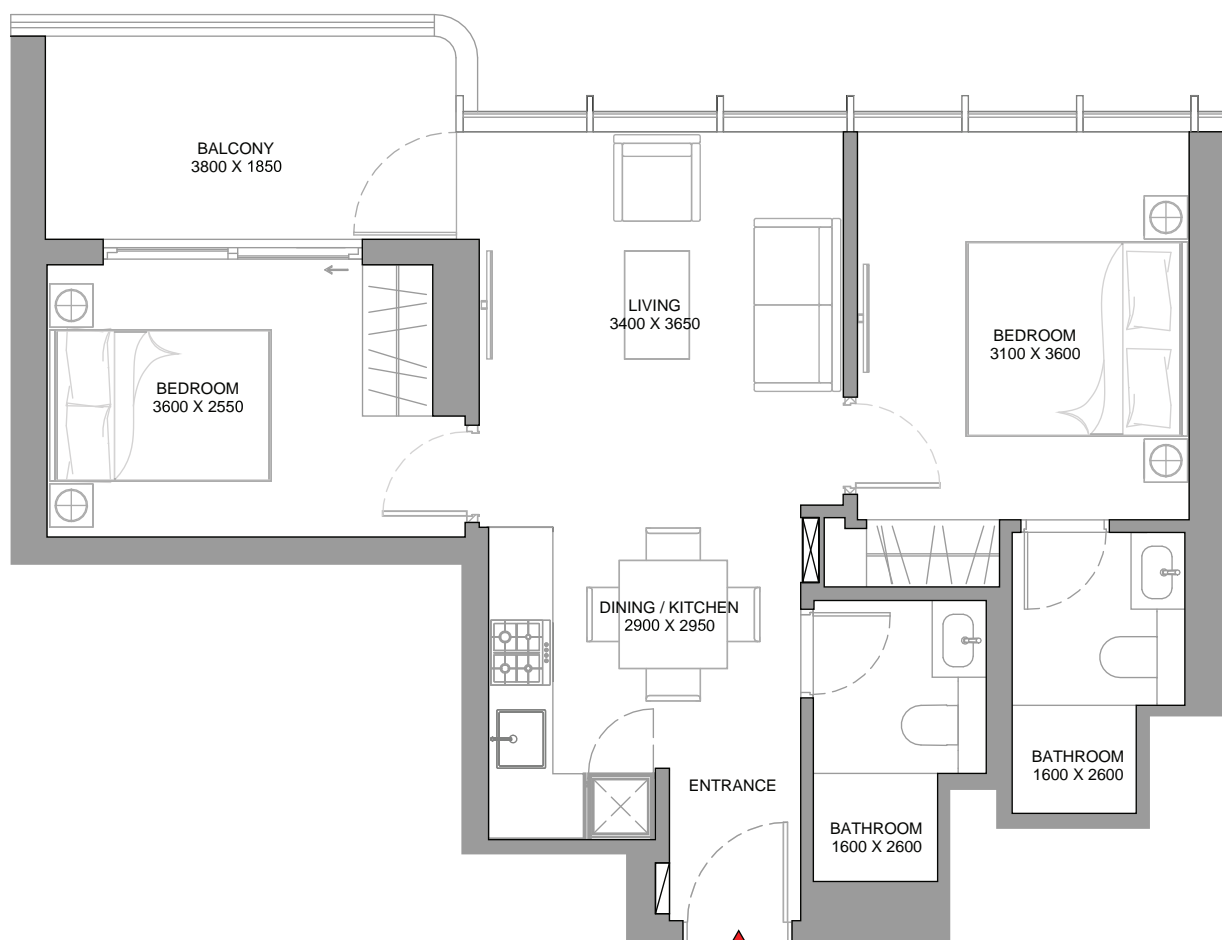 BALCONY
3800 X 1850
LIVING
3400 X 3650
BEDROOM
3100 X 3600
BEDROOM
3600 X 2550
DINING / KITCHEN
2900 X 2950
ENTRANCE
BATHROOM
1600 X 2600
BATHROOM
1600 X 2600